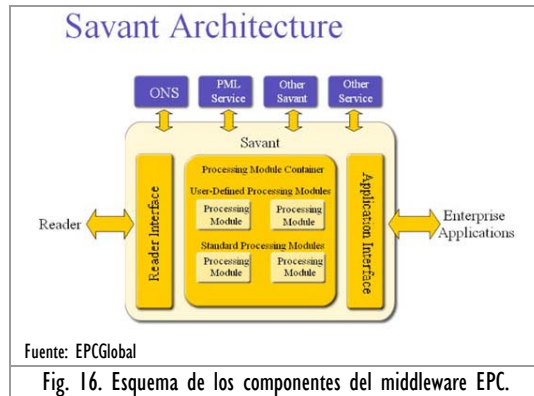 Savant Architecture
ONS
PML
Service
Other
Savant
Other
Service
Savant
Reader
Reader Interface
Processing Module Container
User-Defined Processing Modules
Processing
Module
Processing
Module
Standard Processing Modules
Processing
Module
Processing
Module
Application Interface
Enterprise
Applications
Fuente: EPCGlobal
Fig. 16. Esquema de los componentes del middleware EPC.